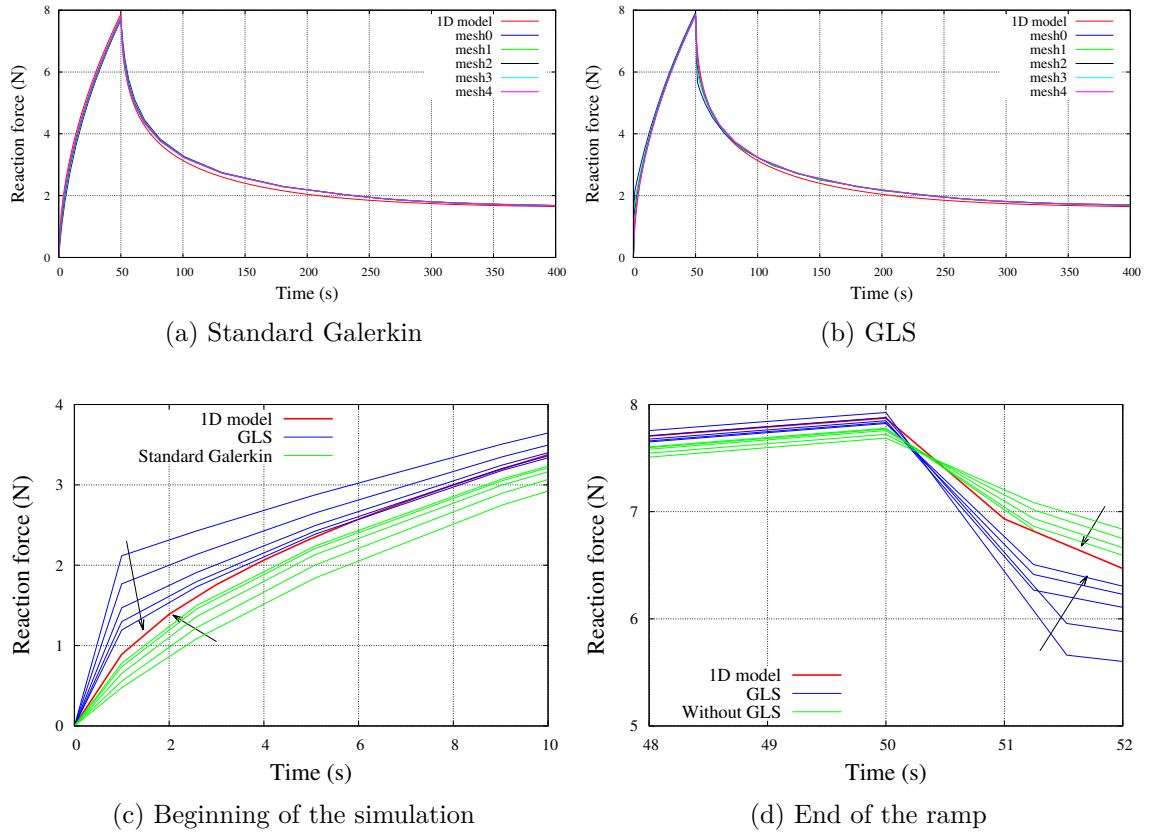 Reaction force (N)
8
6
4
2
0
0 50 100 150 200 250 300 350 400
Time (s)
1D model
mesh0
mesh1
mesh2
mesh3
mesh4
(a) Standard Galerkin
Reaction force (N)
8
6
4
2
0
0 50 100 150 200 250 300 350 400
Time (s)
1D model
mesh0
mesh1
mesh2
mesh3
mesh4
(b) GLS
Reaction force (N)
4
3
2
1
0
0 2 4 6 8 10
Time (s)
1D model
GLS
Standard Galerkin
(c) Beginning of the simulation
Reaction force (N)
8
7
6
5
48 49 50 51 52
Time (s)
1D model
GLS
Without GLS
(d) End of the ramp